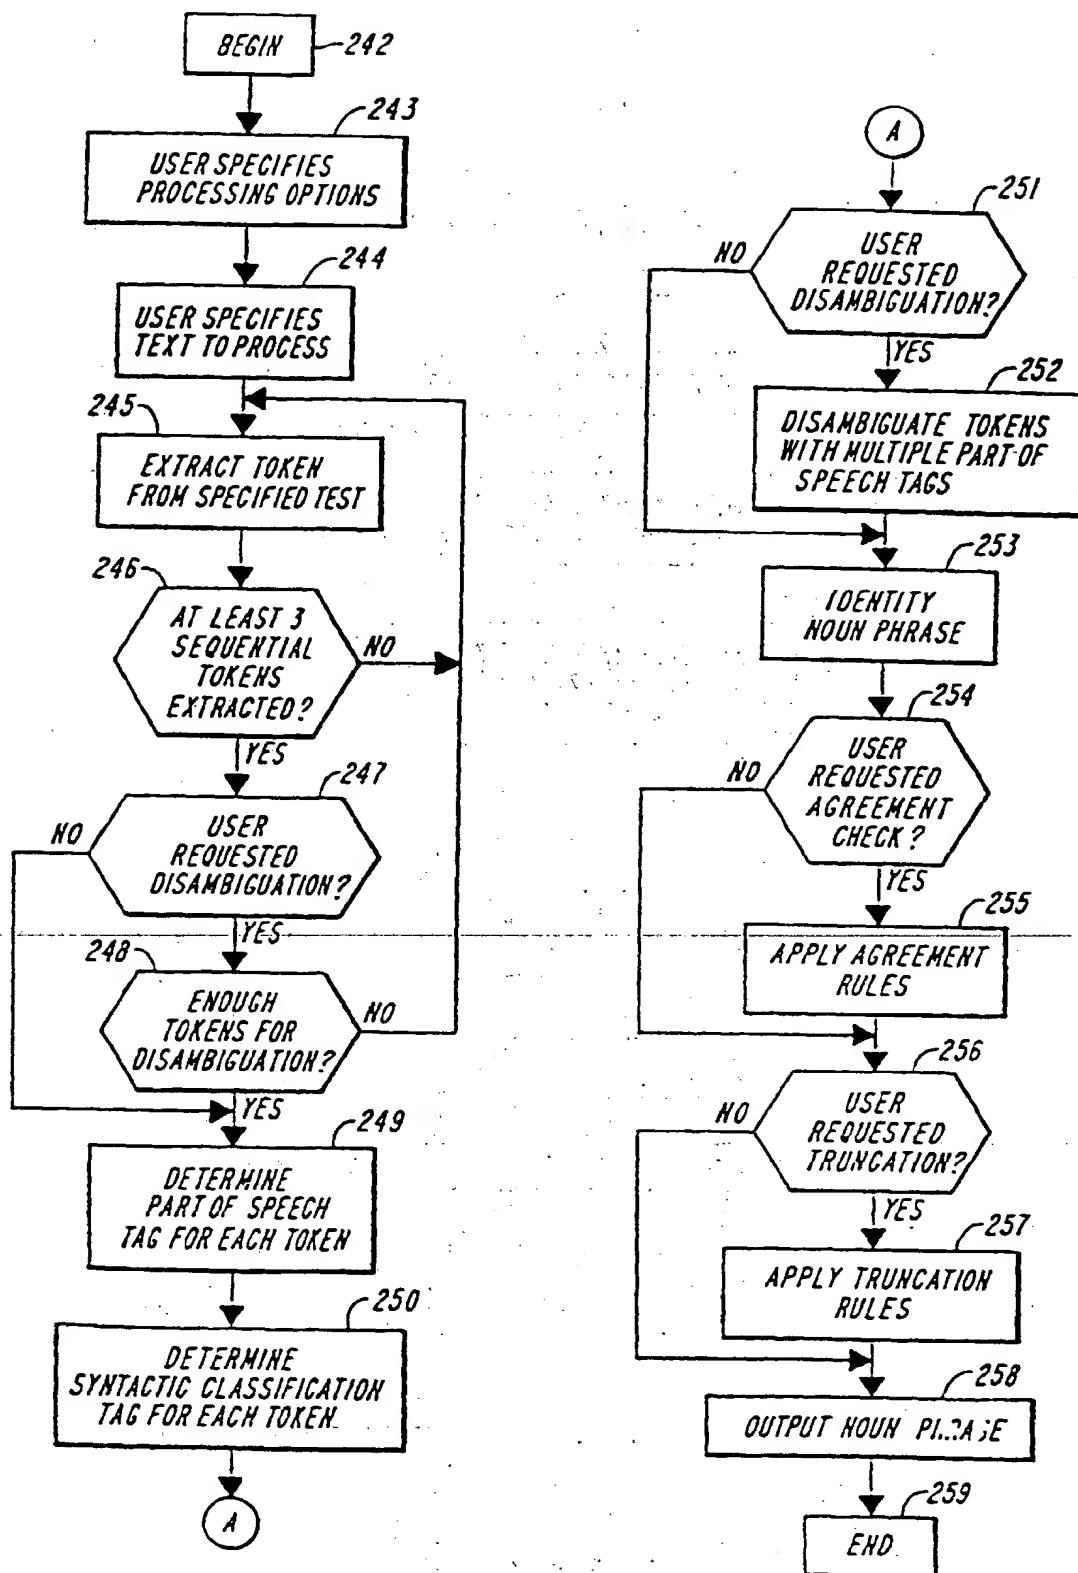 BEGIN
242
243
USER SPECIFIES
PROCESSING OPTIONS
244
USER SPECIFIES
TEXT TO PROCESS
245
EXTRACT TOKEN
FROM SPECIFIED TEST
246
AT LEAST 3
SEQUENTIAL
TOKENS
EXTRACTED?
NO
YES
247
USER
REQUESTED
DISAMBIGUATION?
NO
YES
248
ENOUGH
TOKENS FOR
DISAMBIGUATION?
NO
YES
249
DETERMINE
PART OF SPEECH
TAG FOR EACH TOKEN
250
DETERMINE
SYNTACTIC CLASSIFICATION
TAG FOR EACH TOKEN
A
A
251
USER
REQUESTED
DISAMBIGUATION?
NO
YES
252
DISAMBIGUATE TOKENS
WITH MULTIPLE PART OF
SPEECH TAGS
253
IDENTITY
NOUN PHRASE
254
USER
REQUESTED
AGREEMENT
CHECK?
NO
YES
255
APPLY AGREEMENT
RULES
256
USER
REQUESTED
TRUNCATION?
NO
YES
257
APPLY TRUNCATION
RULES
258
OUTPUT NOUN
259
END